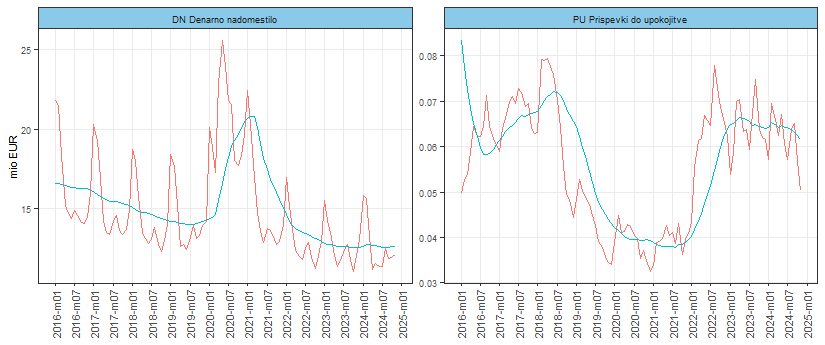 DN Denarno nadomestilo
PU Prispevki do upokojitve
mio EUR
25
20
15
0.08
0.07
0.06
0.05
0.04
0.03
2016-m01
2016-m07
2017-m01
2017-m07
2018-m01
2018-m07
2019-m01
2019-m07
2020-m01
2020-m07
2021-m01
2021-m07
2022-m01
2022-m07
2023-m01
2023-m07
2024-m01
2024-m07
2025-m01
2016-m01
2016-m07
2017-m01
2017-m07
2018-m01
2018-m07
2019-m01
2019-m07
2020-m01
2020-m07
2021-m01
2021-m07
2022-m01
2022-m07
2023-m01
2023-m07
2024-m01
2024-m07
2025-m01